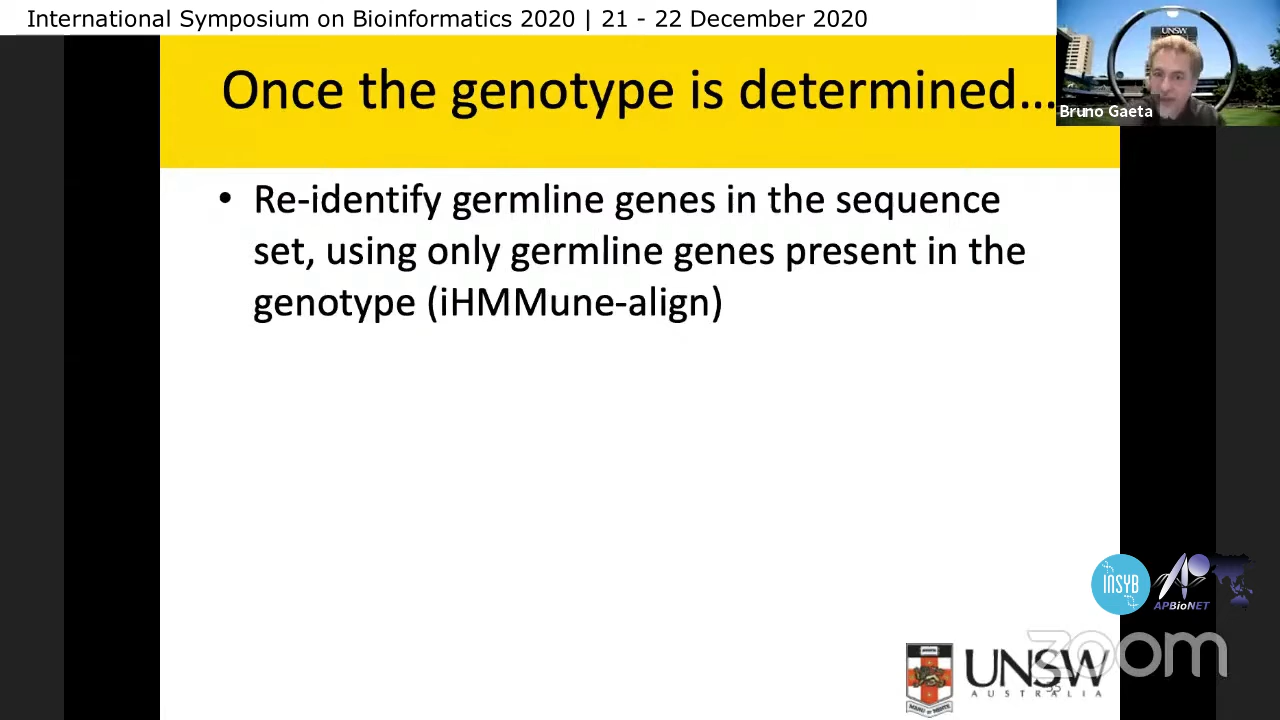 International Symposium on Bioinformatics 2020 | 21 - 22 December 2020
UNSW
Once the genotype is determined...
Bruno Gaeta
• Re-identify germline genes in the sequence
set, using only germline genes present in the
genotype (iHMMune-align)
INSYB
APBioNET
zoom
UNSW
AUSTRALIA